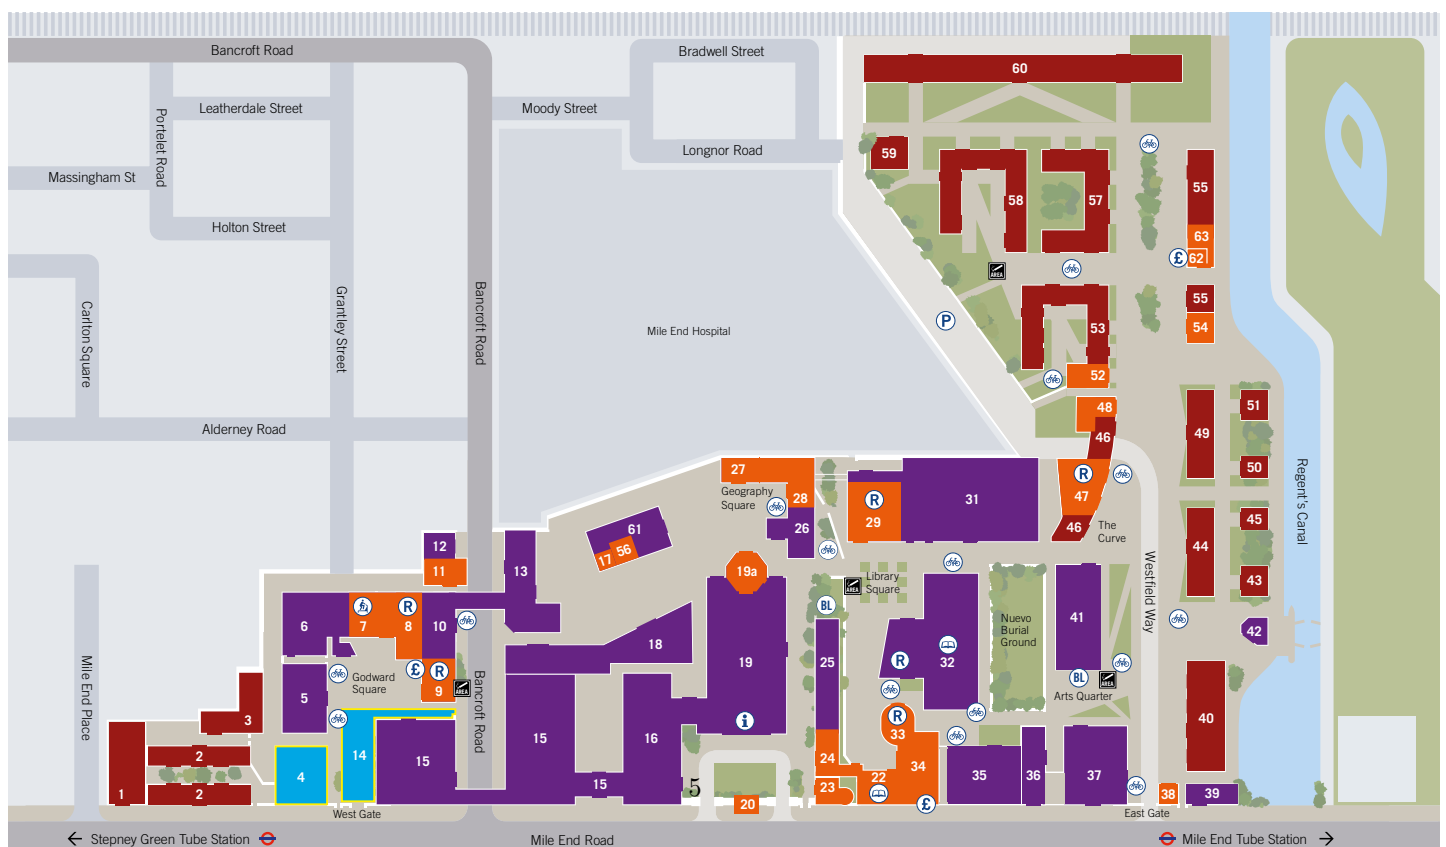 Bancroft Road
Bradwell Street
60
Leatherdale Street
Moody Street
Portelet Road
Longnor Road
59
Massingham St
55
58
57
Holton Street
63
£
62
AREA
Carlton Square
Grantley Street
Bancroft Road
55
P
Mile End Hospital
53
54
52
48
51
Alderney Road
46
49
27
R
50
Geography
Square
28
R
29
31
47
Regent's Canal
45
26
46
The
Curve
61
44
12
17
56
11
13
19a
43
Library
Square
AREA
Westfield Way
BL
R
7
8
10
6
Nuevo
Burial
Ground
41
42
18
25
R
32
19
£
R
9
AREA
Godward
Square
5
BL
AREA
Arts Quarter
Mile End Place
Bancroft Road
3
i
R
33
40
15
16
2
14
15
24
34
35
36
37
4
22
15
5
23
1
2
20
£
38
39
West Gate
East Gate
← Stepney Green Tube Station
Mile End Road
Mile End Tube Station →